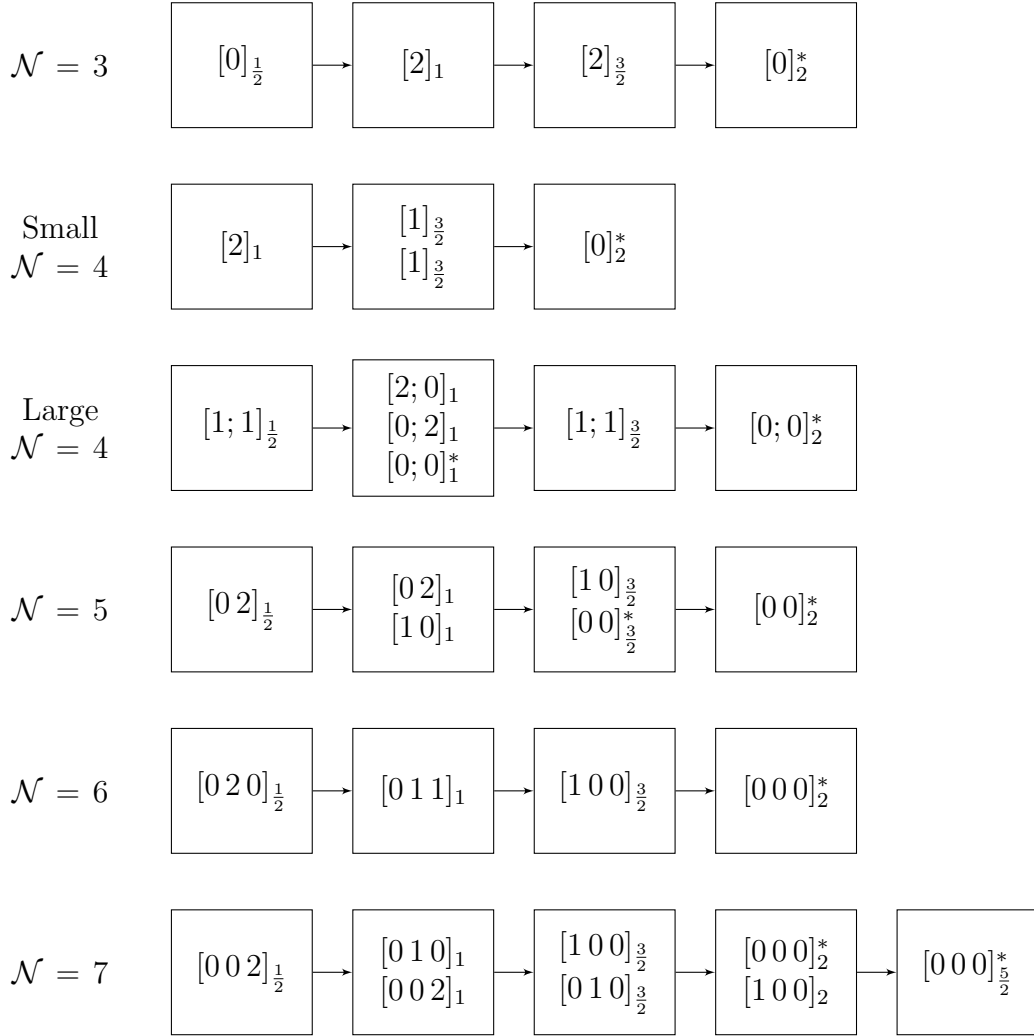 𝒩 = 3 [0]_{1/2} → [2]_1 → [2]_{3/2} → [0]^*_2
Small
𝒩 = 4 [2]_1 → [1]_{3/2} [1]_{3/2} → [0]^*_2
Large
𝒩 = 4 [1; 1]_{1/2} → [2; 0]_1 [0; 2]_1 [0; 0]^*_1 → [1; 1]_{3/2} → [0; 0]^*_2
𝒩 = 5 [0 2]_{1/2} → [0 2]_1 [1 0]_1 → [1 0]_{3/2} [0 0]^*_{3/2} → [0 0]^*_2
𝒩 = 6 [0 2 0]_{1/2} → [0 1 1]_1 → [1 0 0]_{3/2} → [0 0 0]^*_2
𝒩 = 7 [0 0 2]_{1/2} → [0 1 0]_1 [0 0 2]_1 → [1 0 0]_{3/2} [0 1 0]_{3/2} → [0 0 0]^*_2 [1 0 0]_2 → [0 0 0]^*_{5/2}